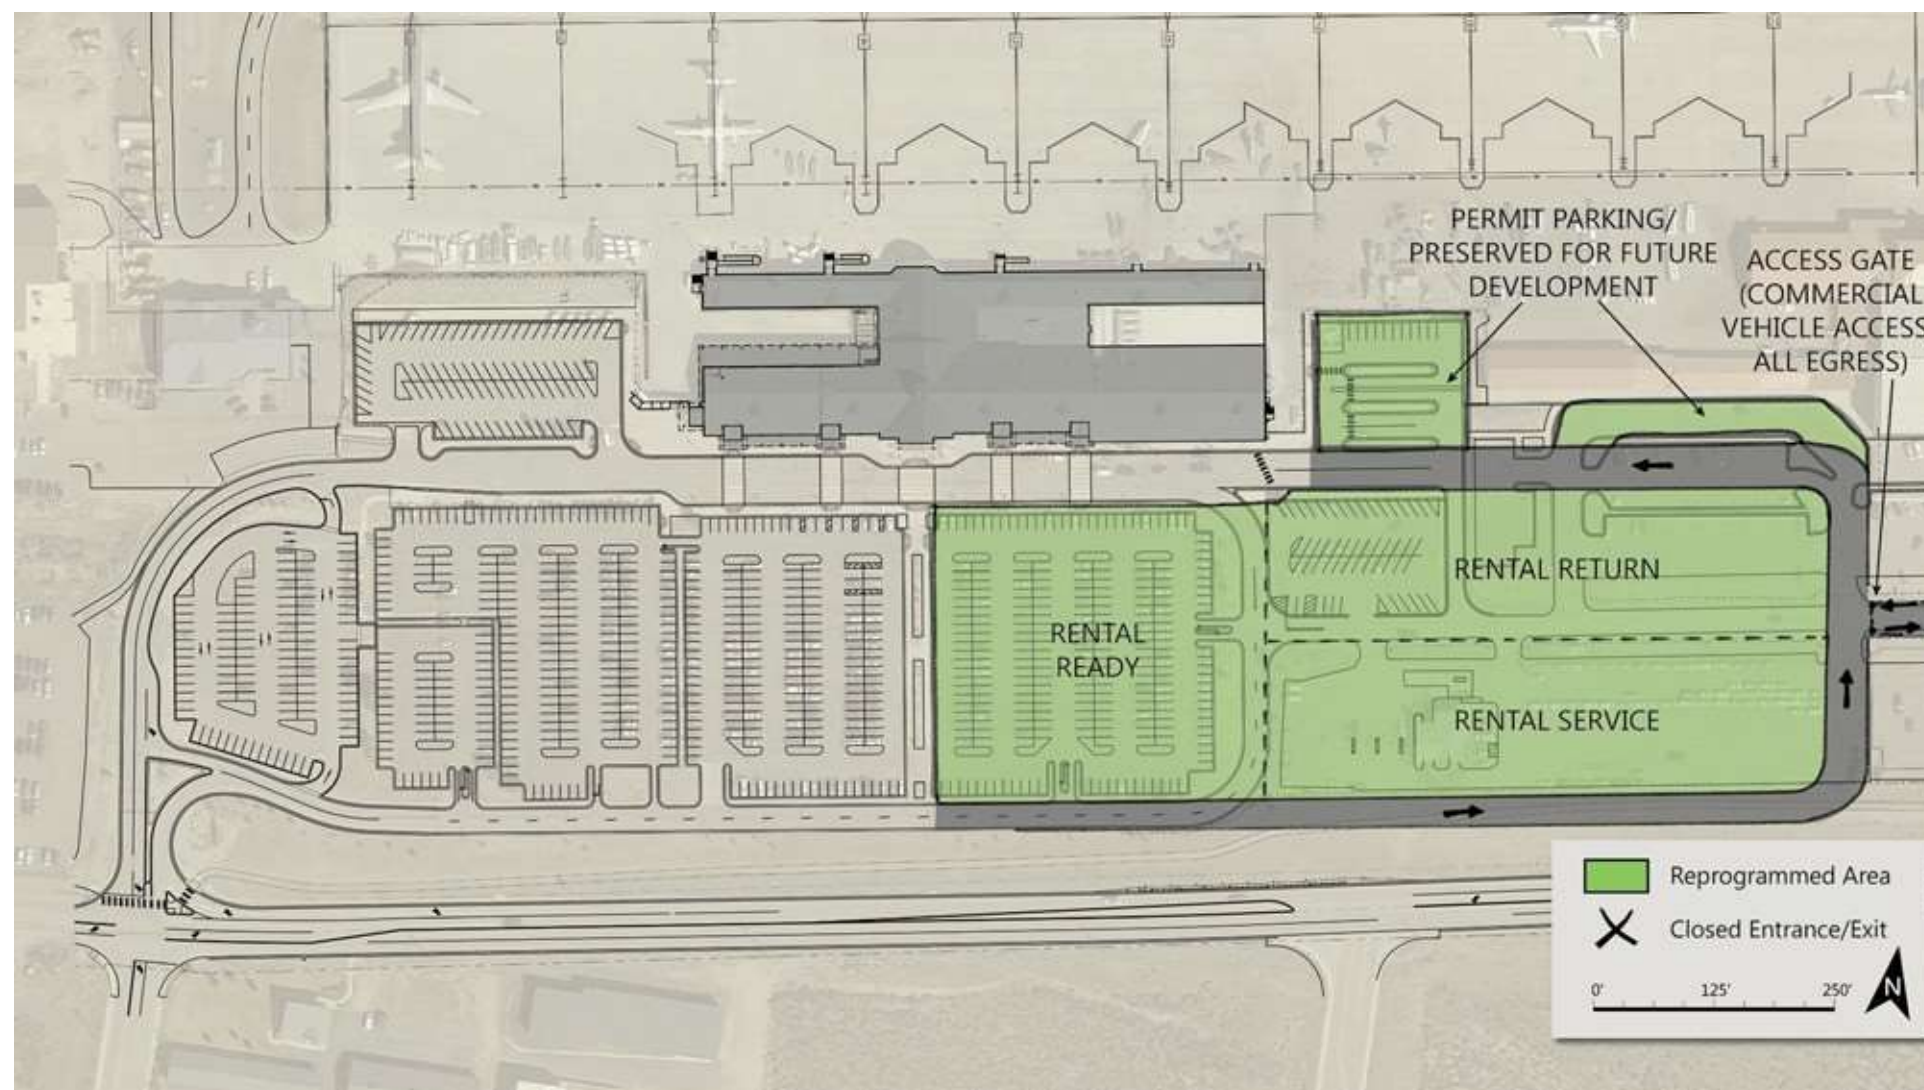 PERMIT PARKING/
PRESERVED FOR FUTURE
DEVELOPMENT
ACCESS GATE
(COMMERCIAL
VEHICLE ACCESS
ALL EGRESS)
RENTAL RETURN
RENTAL
READY
RENTAL SERVICE
Reprogrammed Area
Closed Entrance/Exit
0' 125' 250'
N